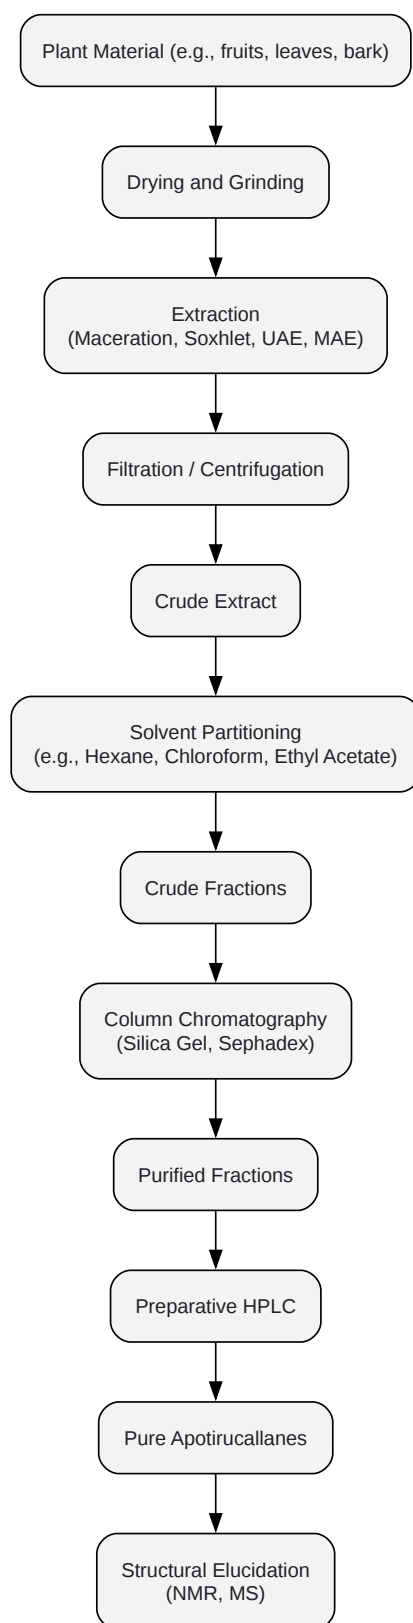 Plant Material (e.g., fruits, leaves, bark)
Drying and Grinding
Extraction
(Maceration, Soxhlet, UAE, MAE)
Filtration / Centrifugation
Crude Extract
Solvent Partitioning
(e.g., Hexane, Chloroform, Ethyl Acetate)
Crude Fractions
Column Chromatography
(Silica Gel, Sephadex)
Purified Fractions
Preparative HPLC
Pure Apotirucallanes
Structural Elucidation
(NMR, MS)